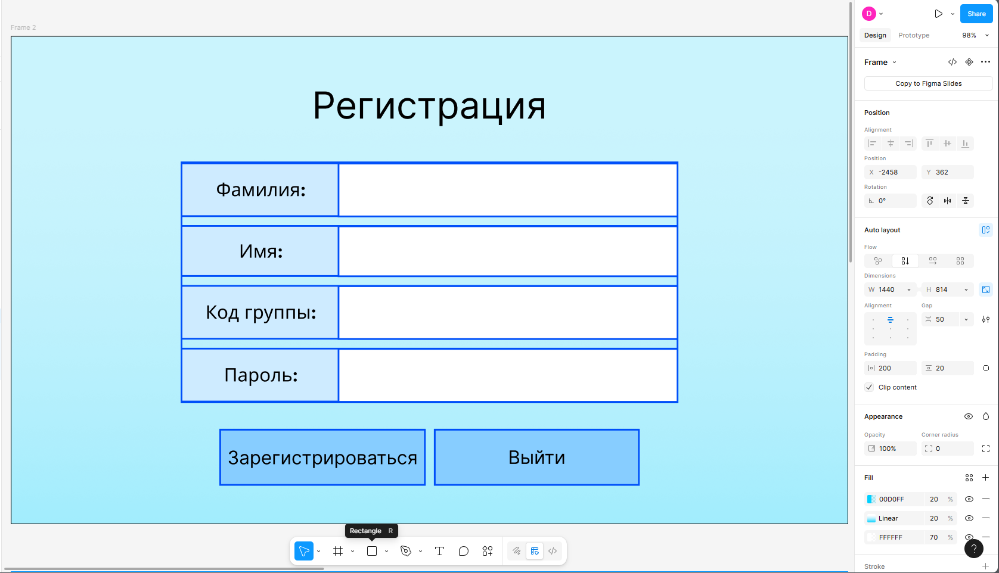 D
Share
Design
Prototype
98%
Frame 2
Frame
Copy to Figma Slides
Position
Alignment
Position
X -2458
Y 362
Rotation
0°
Auto layout
Flow
Dimensions
W 1440
H 814
Alignment
Gap
50
Padding
200
20
Clip content
Appearance
Opacity
Corner radius
100%
0
Fill
00D0FF 20 %
Linear 20 %
FFFFFF 70 %
?
Stroke
Регистрация
Фамилия:
Имя:
Код группы:
Пароль:
Зарегистрироваться
Выйти
Rectangle R